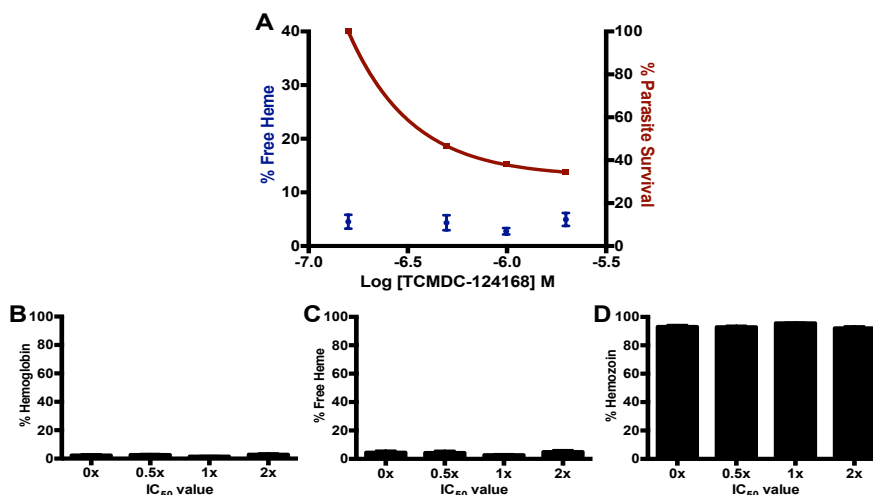 A
% Free Heme
40
30
20
10
0
100
80
60
40
20
0
% Parasite Survival
-7.0 -6.5 -6.0 -5.5
Log [TCMDC-124168] M
B
% Hemoglobin
100
80
60
40
20
0
0x 0.5x 1x 2x
IC50 value
C
% Free Heme
100
80
60
40
20
0
0x 0.5x 1x 2x
IC50 value
D
% Hemozoin
100
80
60
40
20
0
0x 0.5x 1x 2x
IC50 value